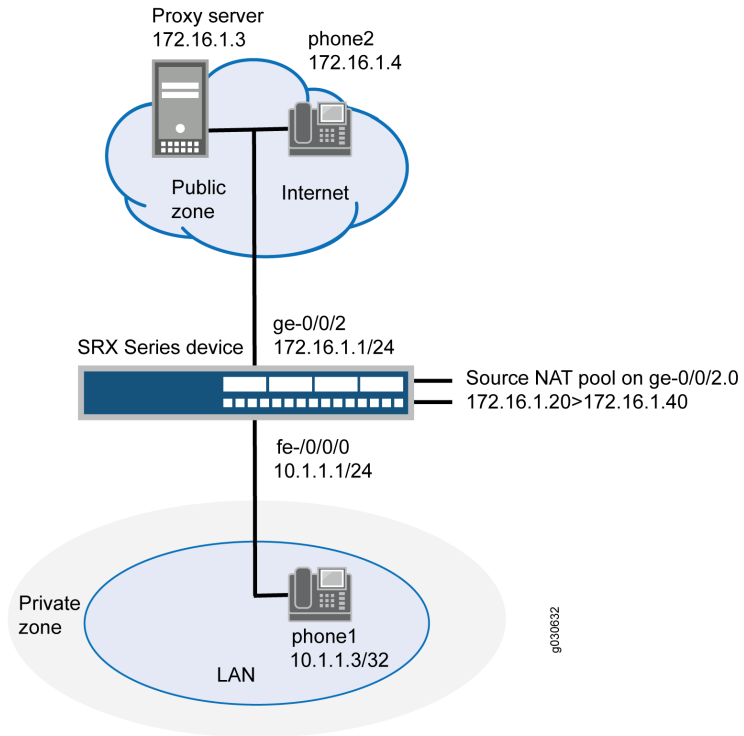 Proxy server
172.16.1.3
phone2
172.16.1.4
Public
zone
Internet
ge-0/0/2
172.16.1.1/24
SRX Series device
Source NAT pool on ge-0/0/2.0
172.16.1.20>172.16.1.40
fe-/0/0/0
10.1.1.1/24
Private
zone
phone1
10.1.1.3/32
LAN
g030632